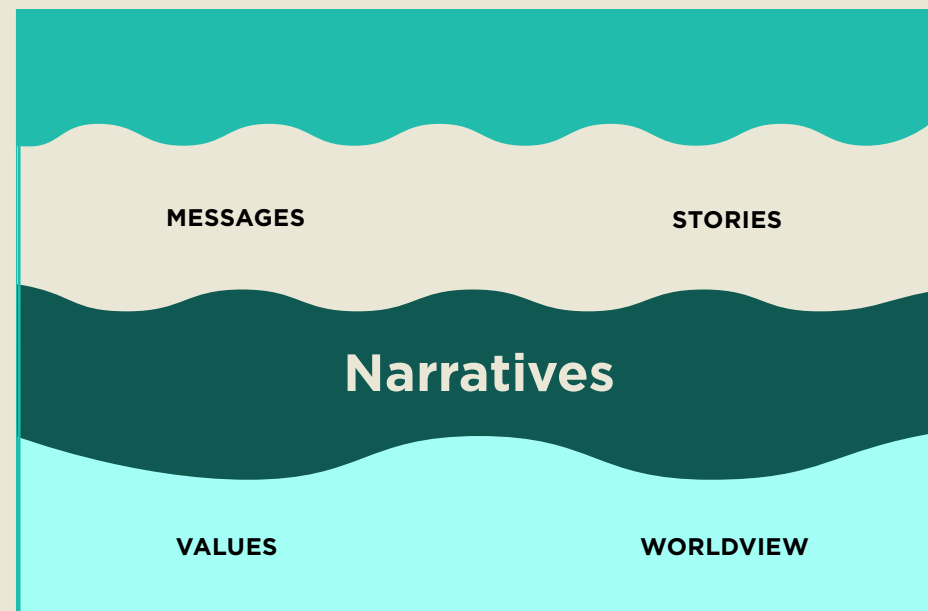 MESSAGES
STORIES
Narratives
VALUES
WORLDVIEW